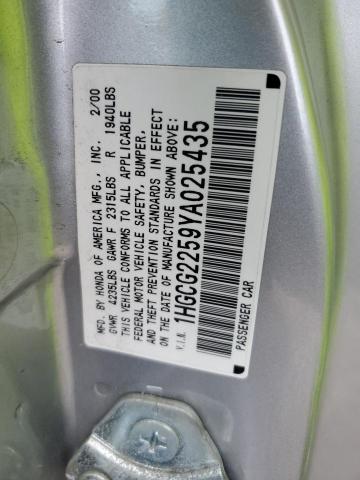 MFD. BY HONDA OF AMERICA MFG., INC. 2/00
GVWR 4235LBS GAWR F 2315LBS R 1940LBS
THIS VEHICLE CONFORMS TO ALL APPLICABLE
FEDERAL MOTOR VEHICLE SAFETY, BUMPER,
AND THEFT PREVENTION STANDARDS IN EFFECT
ON THE DATE OF MANUFACTURE SHOWN ABOVE.
V.I.N. 1HGCG2259YA025435
PASSENGER CAR